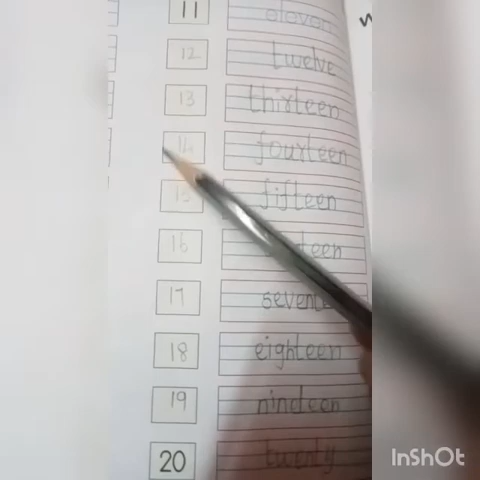 11 eleven
12 twelve
13 thirteen
14 fourteen
15 fifteen
16
17
18 eighteen
19 nineteen
20 twenty
InShOt